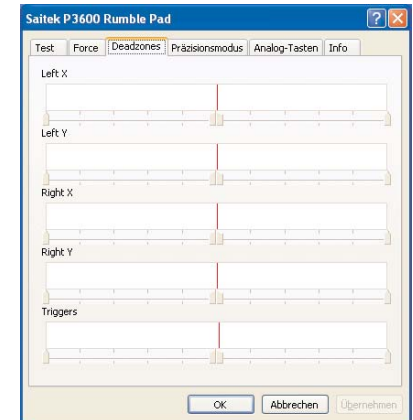 Saitek P3600 Rumble Pad
Test Force Deadzones Präzisionsmodus Analog-Tasten Info
Left X
Left Y
Right X
Right Y
Triggers
OK Abbrechen Übernehmen